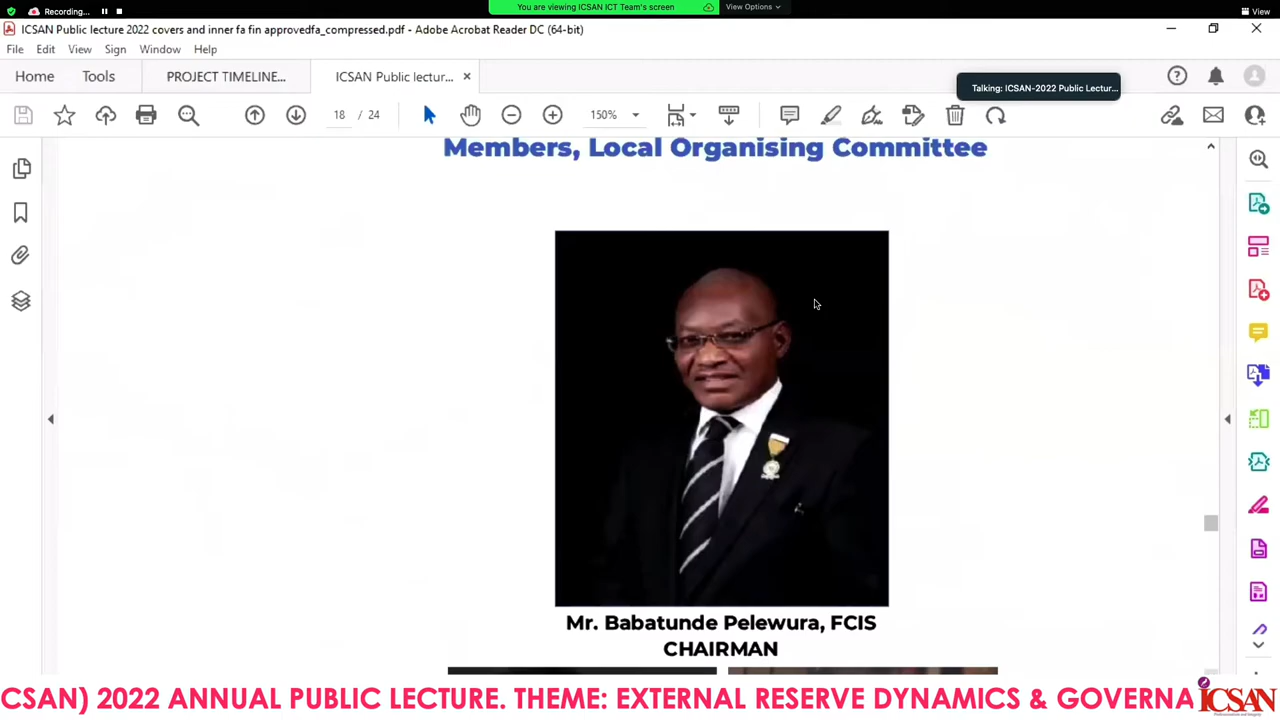 Recording...
You are viewing ICSAN ICT Team's screen
View Options
View
ICSAN Public lecture 2022 covers and inner fa fin approvedfa_compressed.pdf - Adobe Acrobat Reader DC (64-bit)
File Edit View Sign Window Help
Home Tools PROJECT TIMELINE... ICSAN Public lectur...
Talking: ICSAN-2022 Public Lectur...
18 / 24 150%
Members, Local Organising Committee
Mr. Babatunde Pelewura, FCIS
CHAIRMAN
CSAN) 2022 ANNUAL PUBLIC LECTURE. THEME: EXTERNAL RESERVE DYNAMICS & GOVERNA
ICSAN